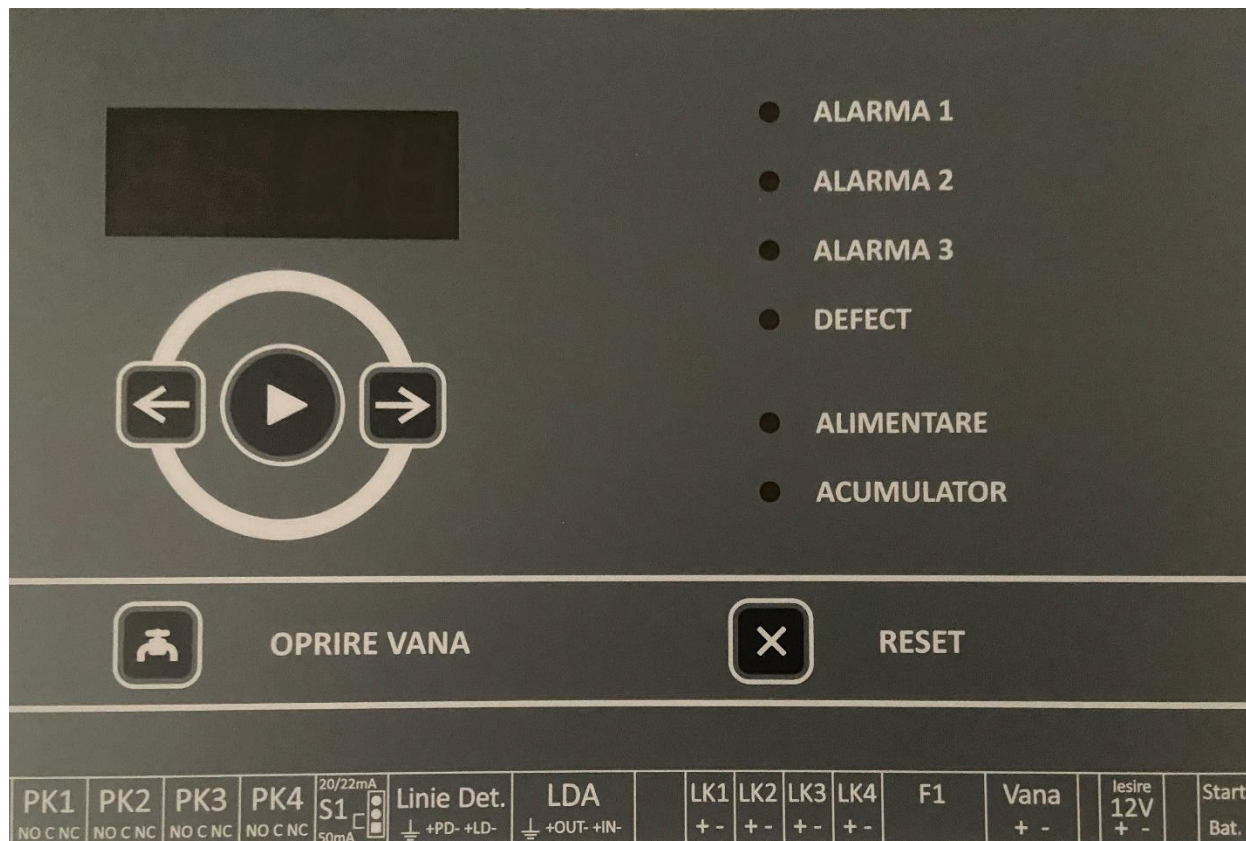 ALARMA 1
ALARMA 2
ALARMA 3
DEFECT
ALIMENTARE
ACUMULATOR
OPRIRE VANA
RESET
PK1 PK2 PK3 PK4 20/22mA S1 50mA Linie Det. LDA LK1 LK2 LK3 LK4 F1 Vana Iesire 12V Start Bat.
NO C NC NO C NC NO C NC NO C NC +PD- +LD- +OUT- +IN- + - + - + - + - + - + -